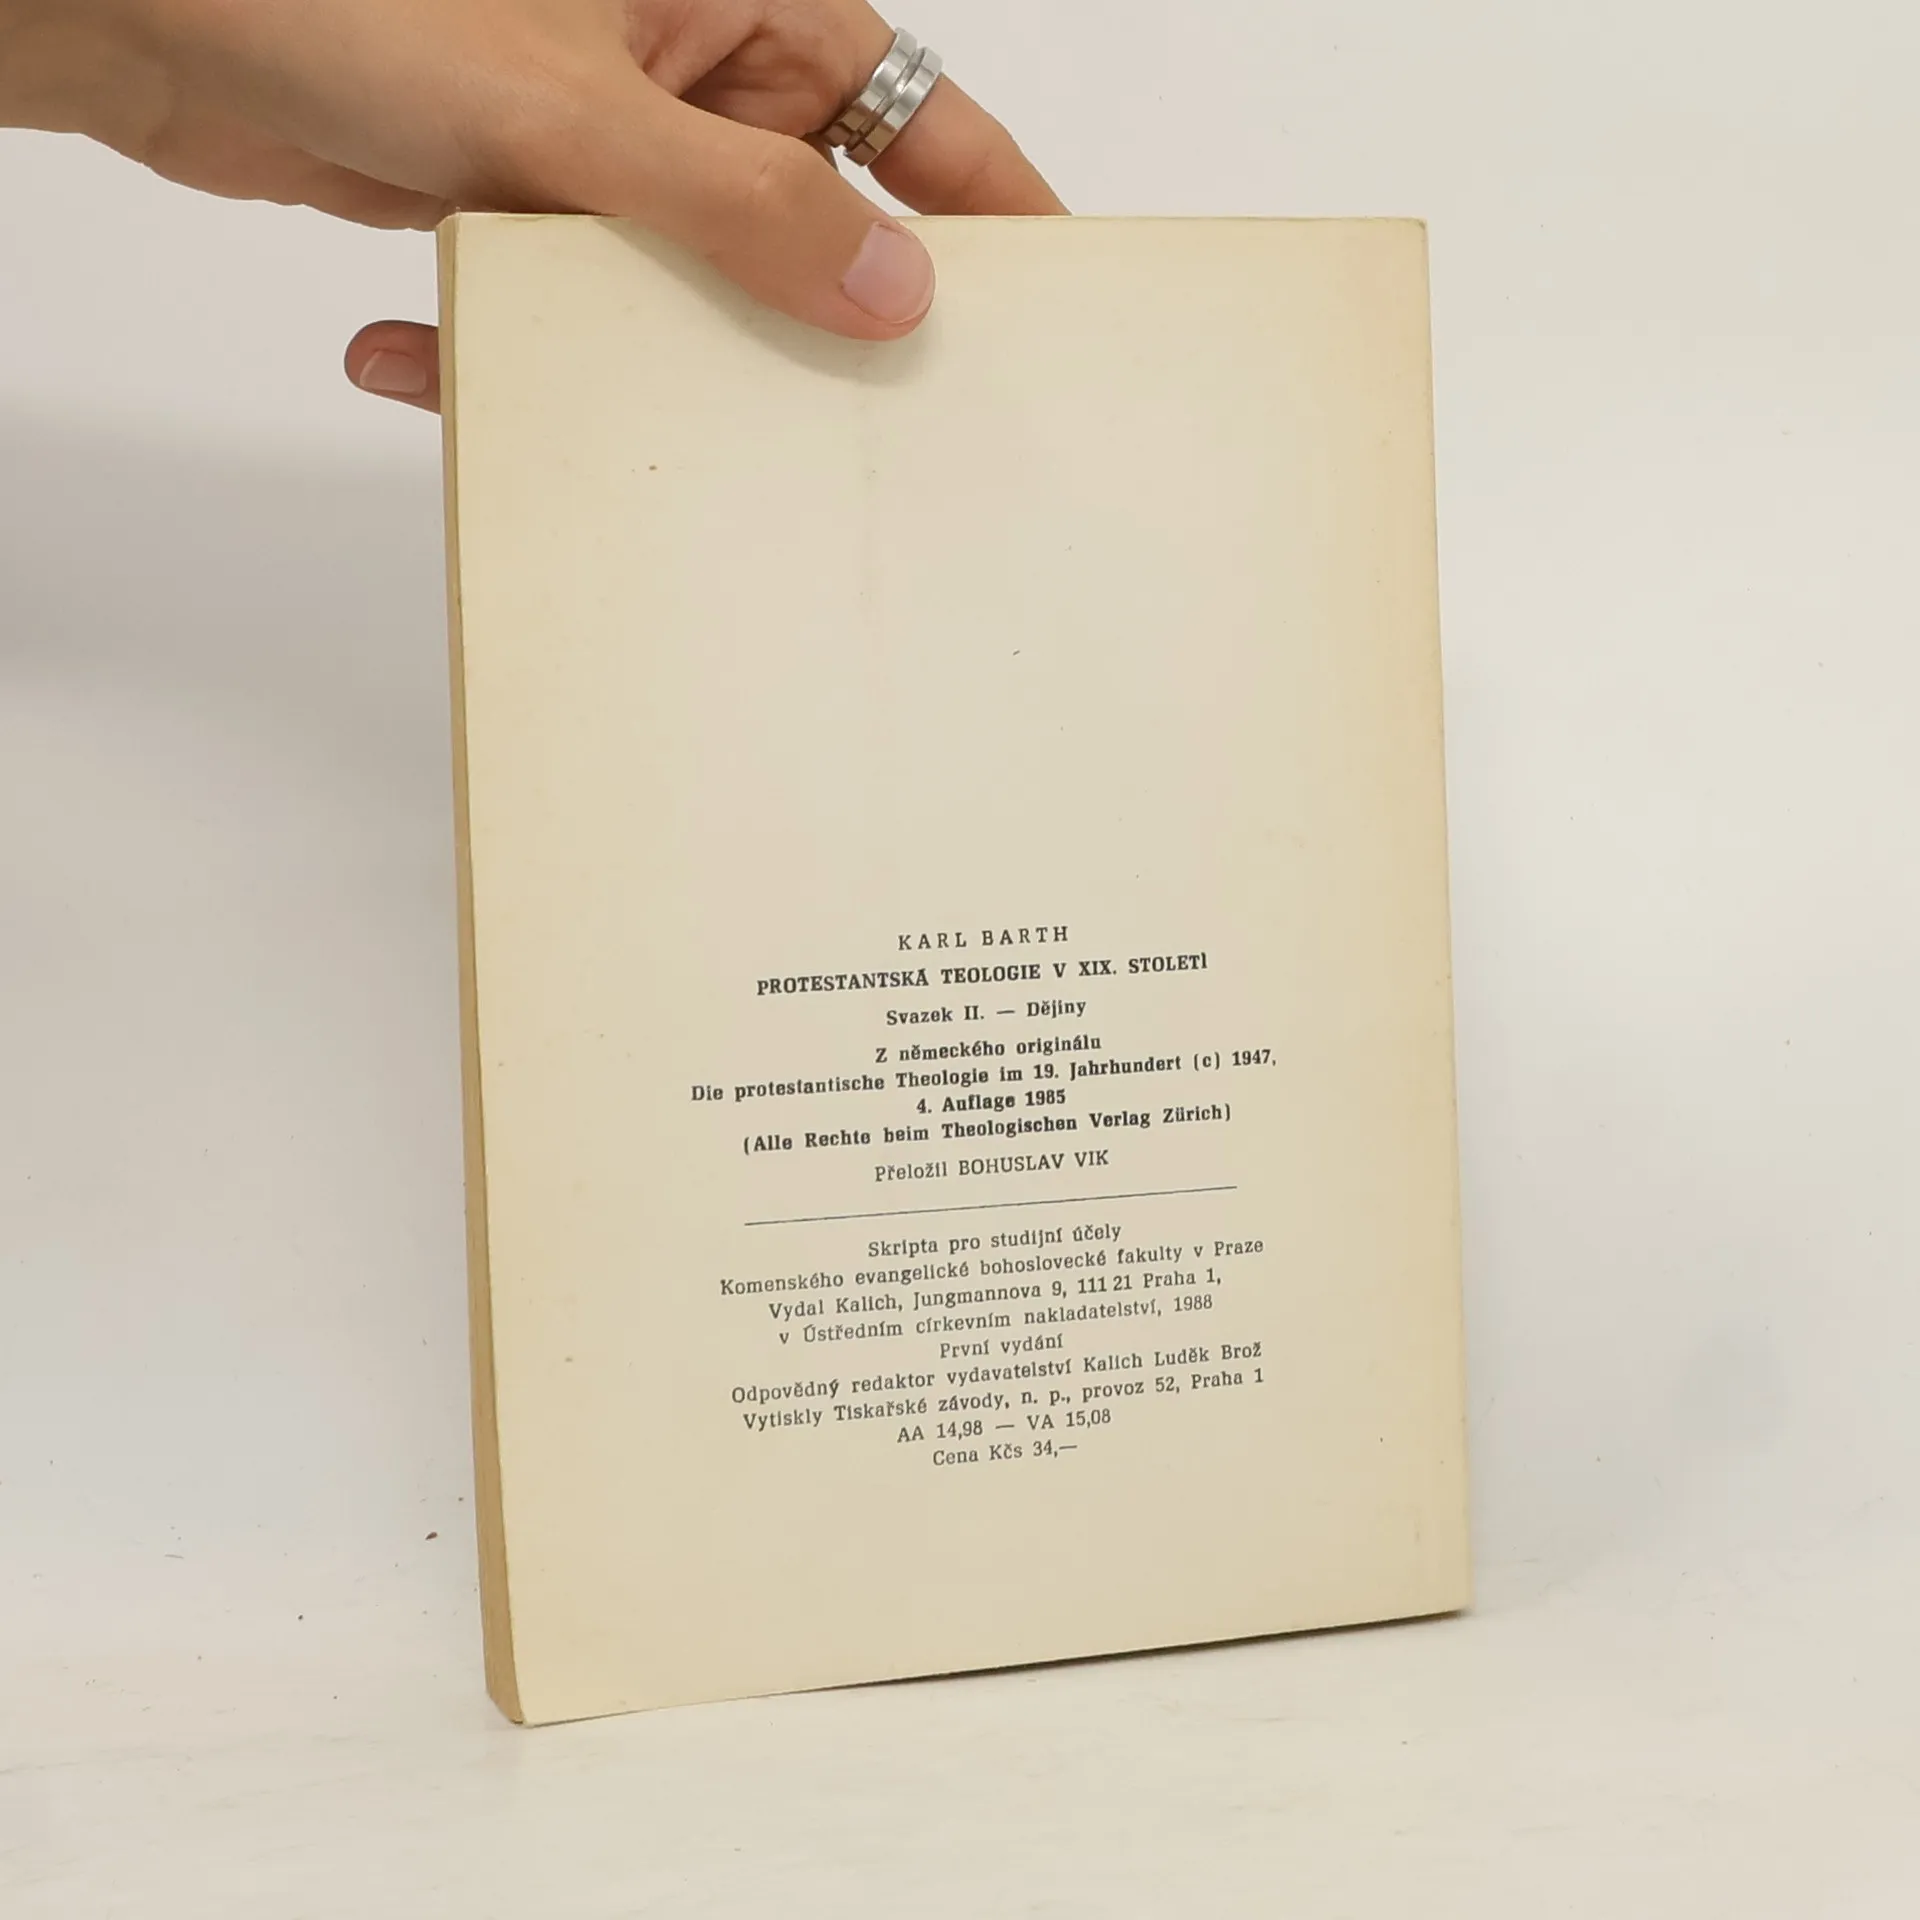 KARL BARTH
PROTESTANTSKÁ TEOLOGIE V XIX. STOLETÍ
Svazek II. — Dějiny
Z německého originálu
Die protestantische Theologie im 19. Jahrhundert (c) 1947,
4. Auflage 1985
(Alle Rechte beim Theologischen Verlag Zürich)
Přeložil BOHUSLAV VIK
Skripta pro studijní účely
Komenského evangelické bohoslovecké fakulty v Praze
Vydal Kalich, Jungmannova 9, 111 21 Praha 1,
v Ústředním církevním nakladatelství, 1988
První vydání
Odpovědný redaktor vydavatelství Kalich Luděk Brož
Vytiskly Tiskařské závody, n. p., provoz 52, Praha 1
AA 14,98 — VA 15,08
Cena Kčs 34,—